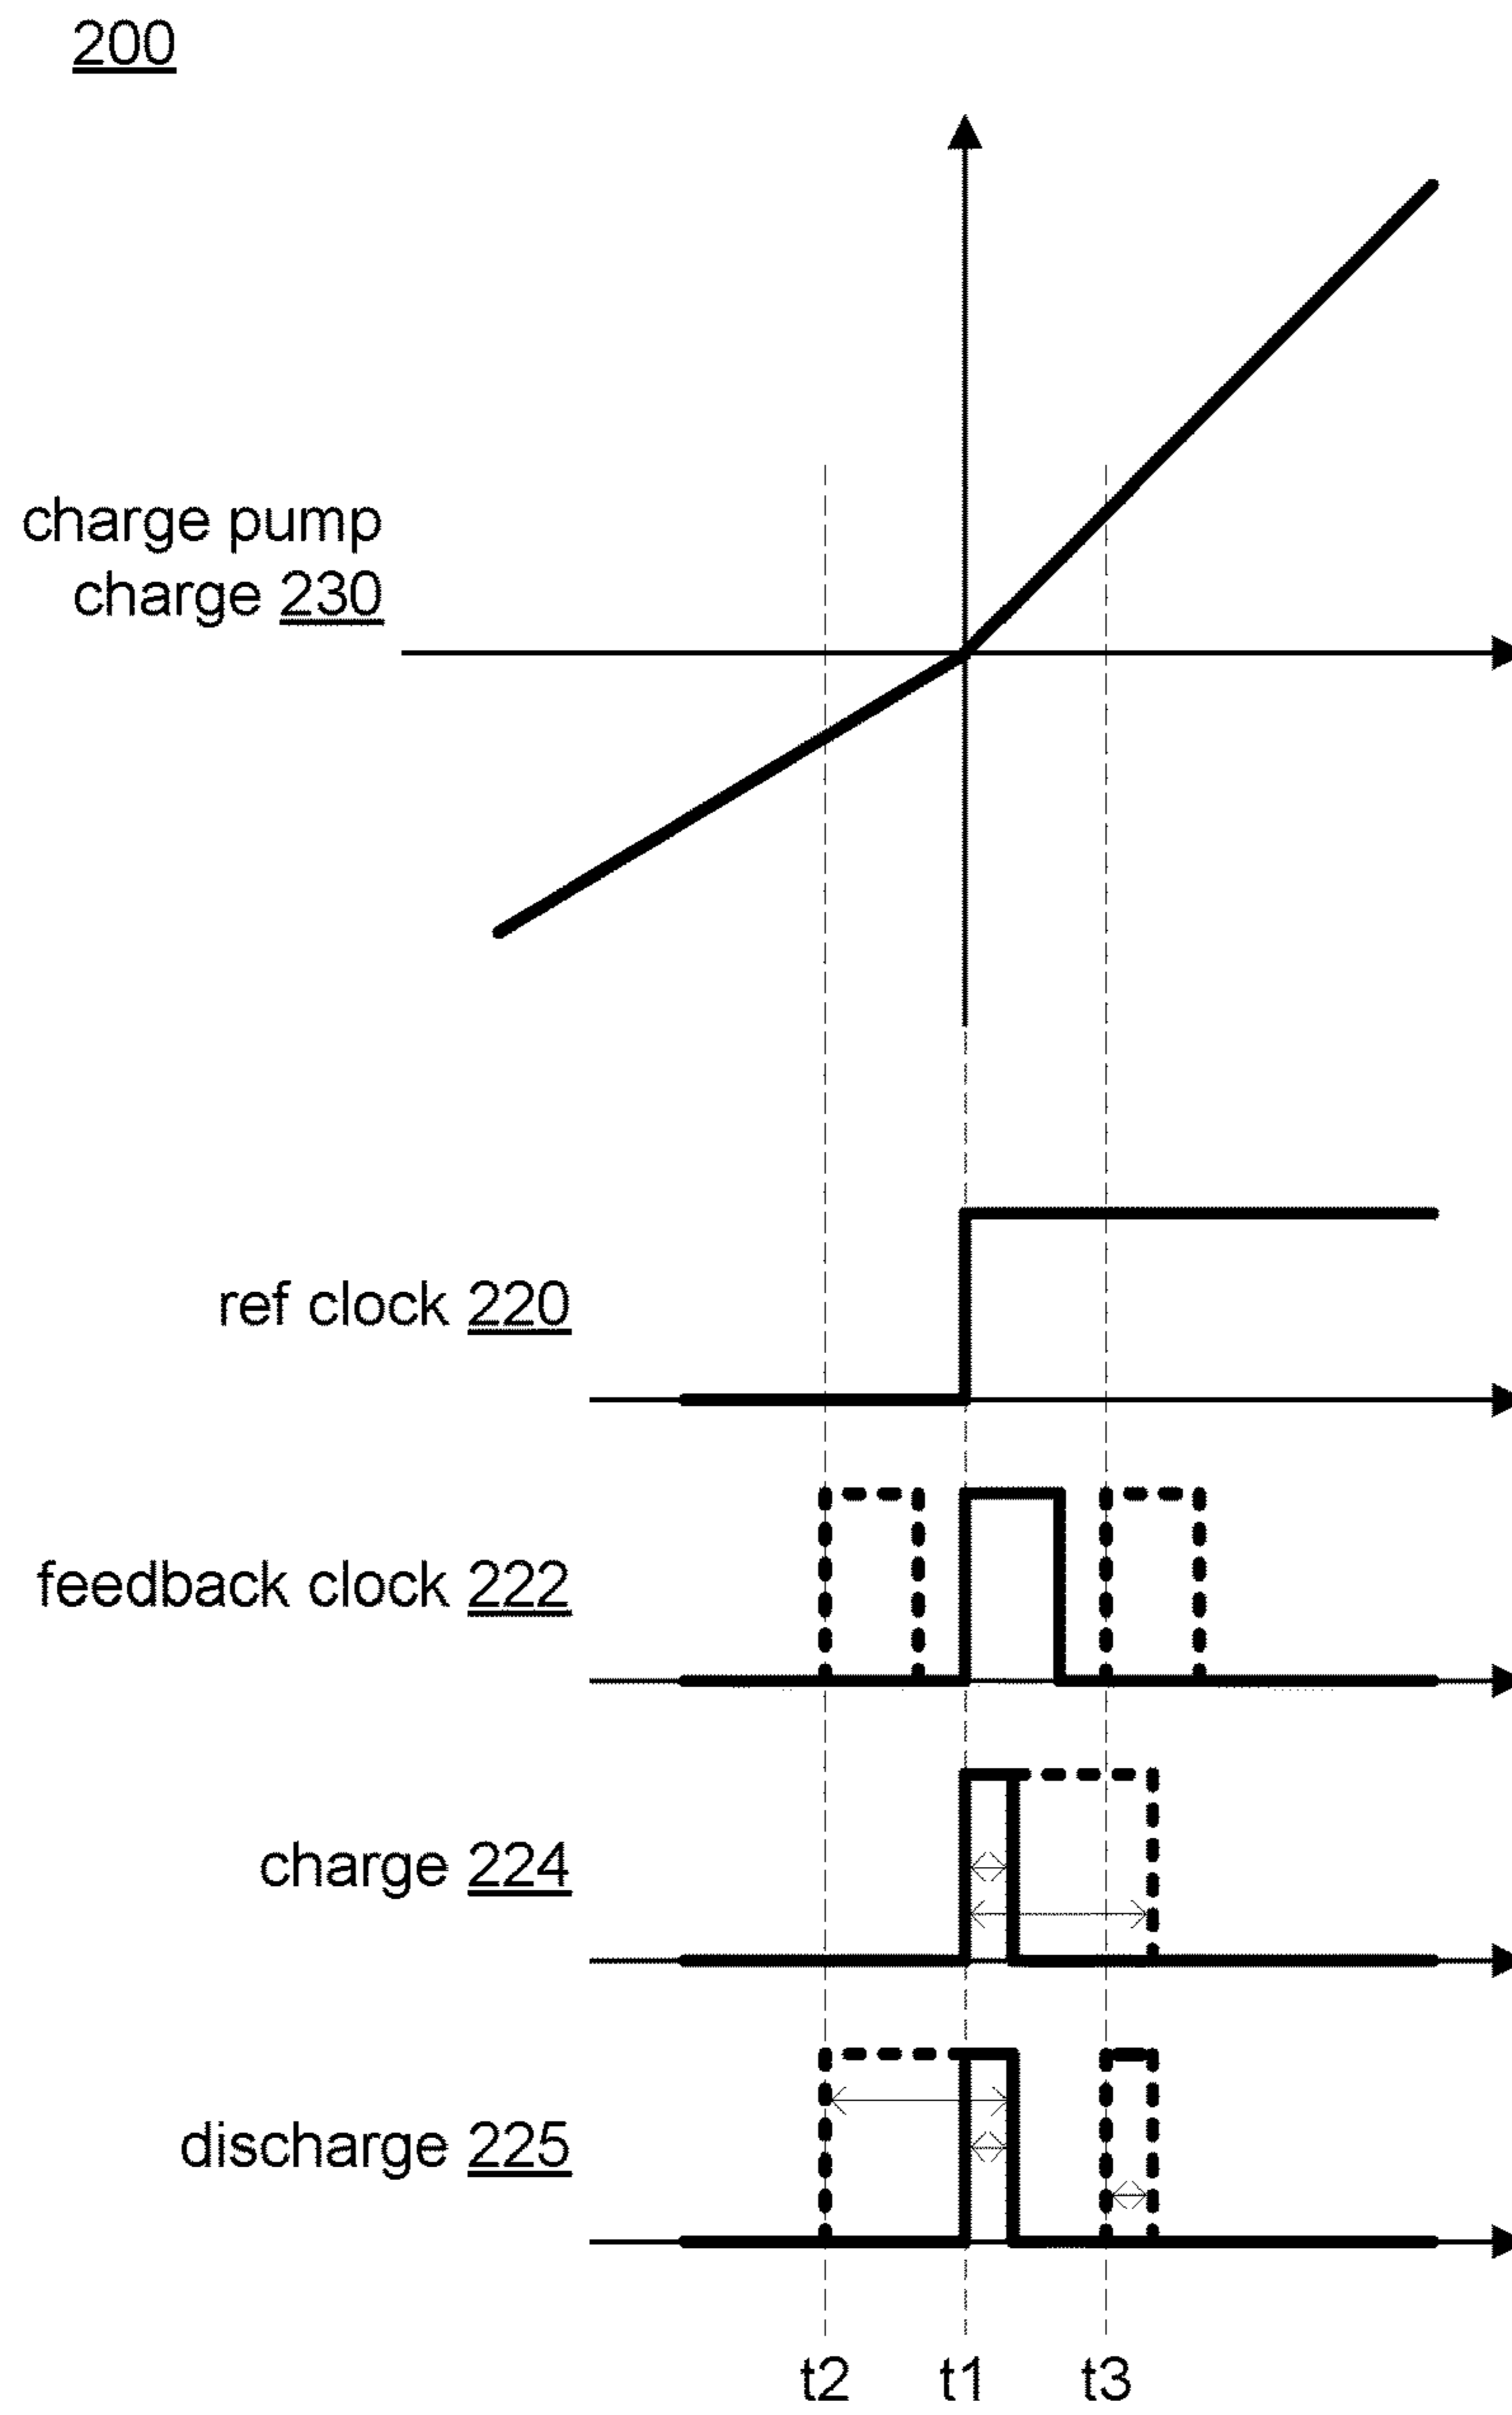 200
charge pump
charge 230
ref clock 220
feedback clock 222
charge 224
discharge 225
t2 t1 t3